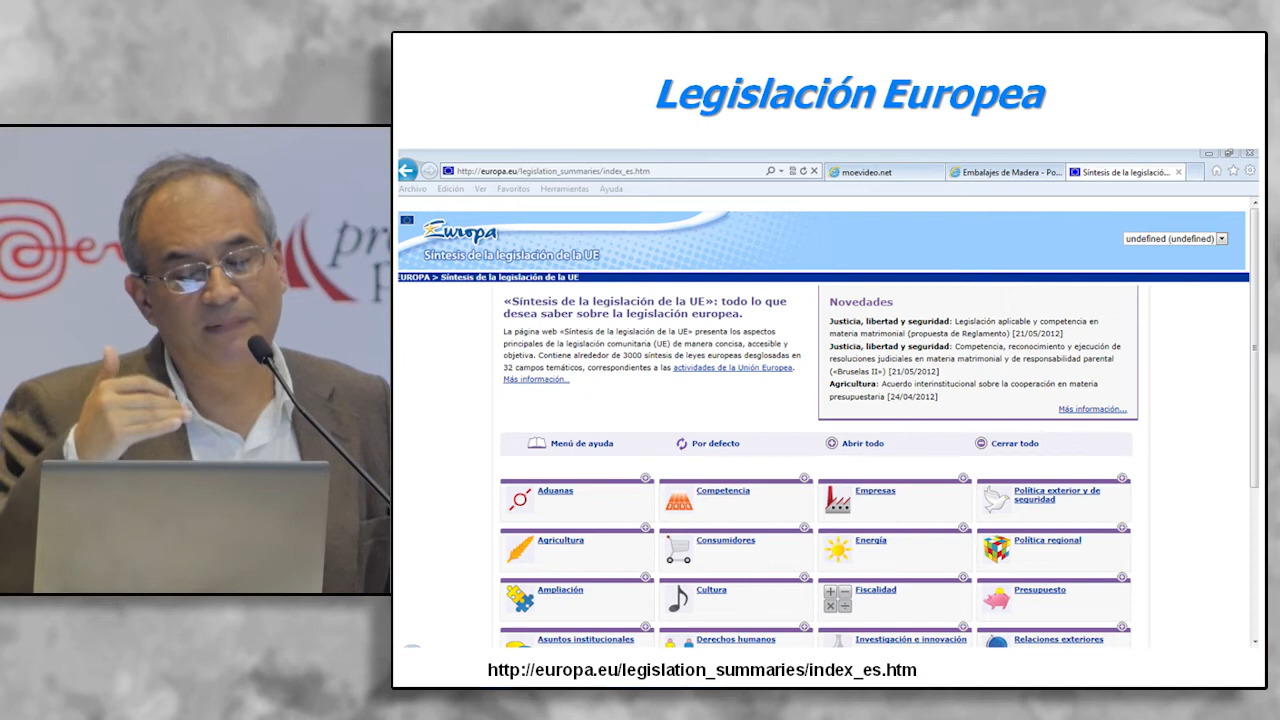 Legislación Europea
http://europa.eu/legislation_summaries/index_es.htm
moevideo.net
Embalajes de Madera - Po...
Síntesis de la legislació...
Archivo Edición Ver Favoritos Herramientas Ayuda
Europa
Síntesis de la legislación de la UE
undefined (undefined)
EUROPA > Síntesis de la legislación de la UE
«Síntesis de la legislación de la UE»: todo lo que
desea saber sobre la legislación europea.
La página web «Síntesis de la legislación de la UE» presenta los aspectos
principales de la legislación comunitaria (UE) de manera concisa, accesible y
objetiva. Contiene alrededor de 3000 síntesis de leyes europeas desglosadas en
32 campos temáticos, correspondientes a las actividades de la Unión Europea.
Más información...
Novedades
Justicia, libertad y seguridad: Legislación aplicable y competencia en
materia matrimonial (propuesta de Reglamento) [21/05/2012]
Justicia, libertad y seguridad: Competencia, reconocimiento y ejecución de
resoluciones judiciales en materia matrimonial y de responsabilidad parental
(«Bruselas II») [21/05/2012]
Agricultura: Acuerdo interinstitucional sobre la cooperación en materia
presupuestaria [24/04/2012]
Más información...
Menú de ayuda
Por defecto
Abrir todo
Cerrar todo
Aduanas
Competencia
Empresas
Política exterior y de
seguridad
Agricultura
Consumidores
Energía
Política regional
Ampliación
Cultura
Fiscalidad
Presupuesto
Asuntos institucionales
Derechos humanos
Investigación e innovación
Relaciones exteriores
http://europa.eu/legislation_summaries/index_es.htm